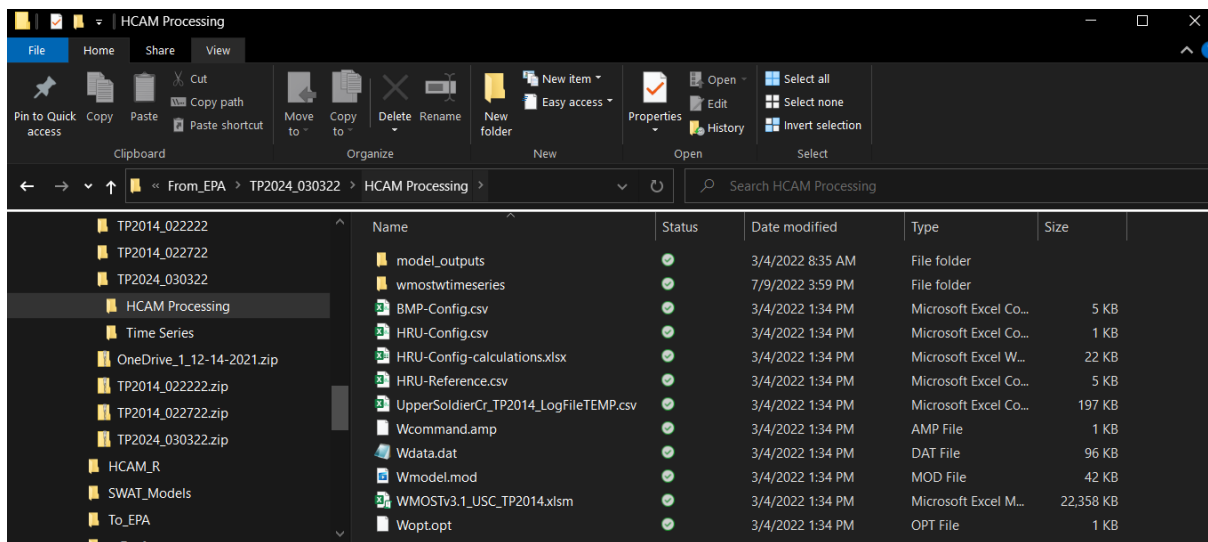 HCAM Processing
File Home Share View
Pin to Quick access
Copy
Paste
Cut
Copy path
Paste shortcut
Clipboard
Move to
Copy to
Delete
Rename
Organize
New folder
New item
Easy access
New
Properties
Open
Edit
History
Open
Select all
Select none
Invert selection
Select
« From_EPA > TP2024_030322 > HCAM Processing >
Search HCAM Processing
TP2014_022222
TP2014_022722
TP2024_030322
HCAM Processing
Time Series
OneDrive_1_12-14-2021.zip
TP2014_022222.zip
TP2014_022722.zip
TP2024_030322.zip
HCAM_R
SWAT_Models
To_EPA
Name Status Date modified Type Size
model_outputs 3/4/2022 8:35 AM File folder
wmostwtimeseries 7/9/2022 3:59 PM File folder
BMP-Config.csv 3/4/2022 1:34 PM Microsoft Excel Co... 5 KB
HRU-Config.csv 3/4/2022 1:34 PM Microsoft Excel Co... 1 KB
HRU-Config-calculations.xlsx 3/4/2022 1:34 PM Microsoft Excel W... 22 KB
HRU-Reference.csv 3/4/2022 1:34 PM Microsoft Excel Co... 5 KB
UpperSoldierCr_TP2014_LogFileTEMP.csv 3/4/2022 1:34 PM Microsoft Excel Co... 197 KB
Wcommand.amp 3/4/2022 1:34 PM AMP File 1 KB
Wdata.dat 3/4/2022 1:34 PM DAT File 96 KB
Wmodel.mod 3/4/2022 1:34 PM MOD File 42 KB
WMOSTv3.1_USC_TP2014.xlsm 3/4/2022 1:34 PM Microsoft Excel M... 22,358 KB
Wopt.opt 3/4/2022 1:34 PM OPT File 1 KB